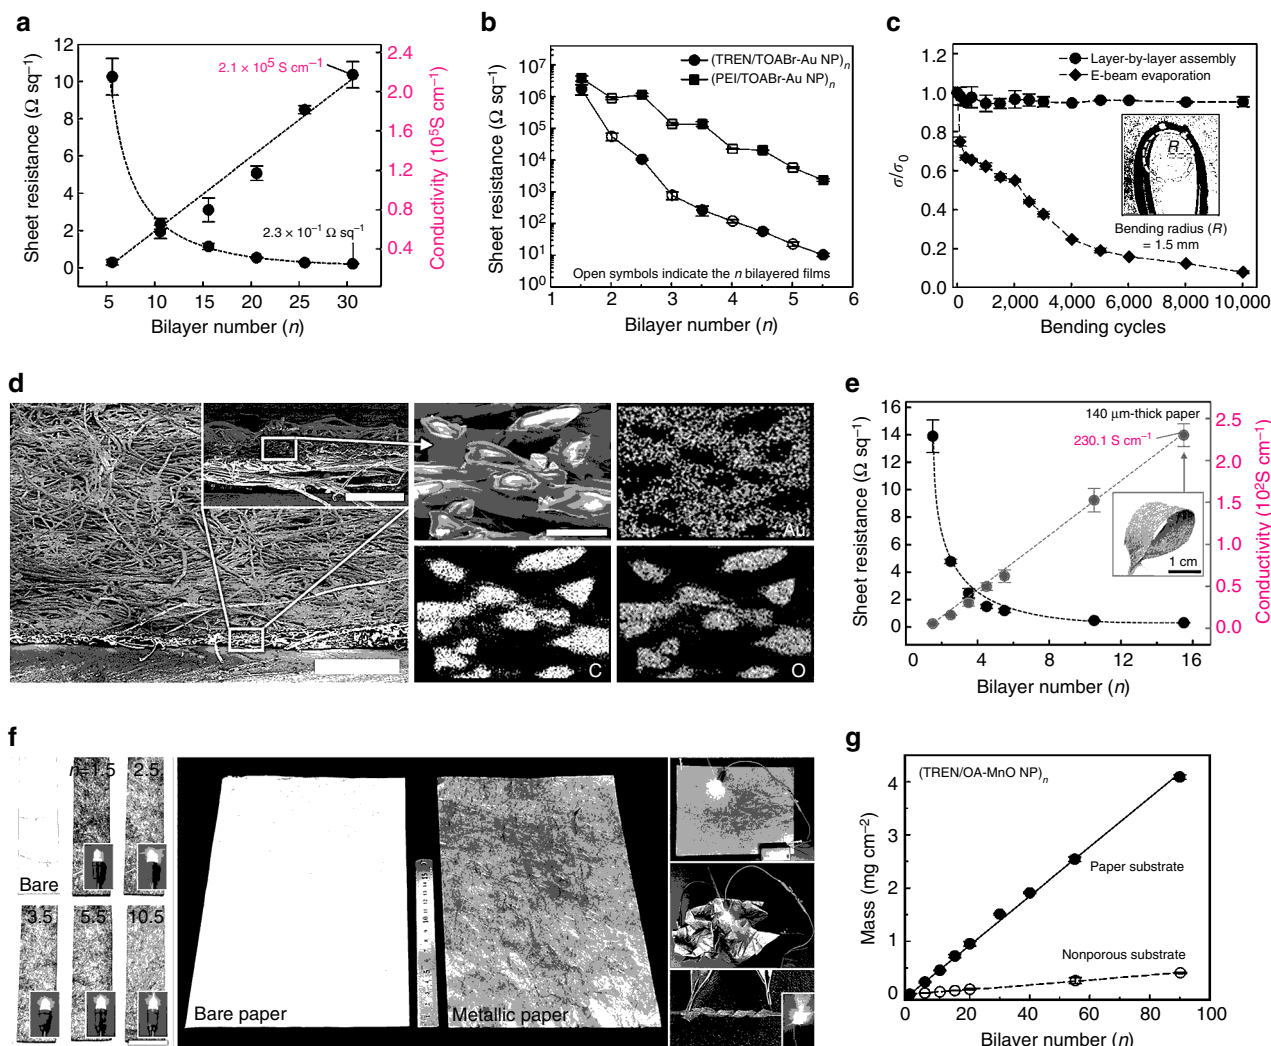 a
Sheet resistance (Ω sq⁻¹)
12
10
8
6
4
2
0
2.1 × 10⁵ S cm⁻¹
2.3 × 10⁻¹ Ω sq⁻¹
2.4
2.0
1.6
1.2
0.8
0.4
Conductivity (10⁵S cm⁻¹)
5 10 15 20 25 30
Bilayer number (n)
b
Sheet resistance (Ω sq⁻¹)
10⁷
10⁶
10⁵
10⁴
10³
10²
10¹
10⁰
(TREN/TOABr-Au NP)ₙ
(PEI/TOABr-Au NP)ₙ
Open symbols indicate the n bilayered films
1 2 3 4 5 6
Bilayer number (n)
c
σ/σ₀
1.2
1.0
0.8
0.6
0.4
0.2
0.0
Layer-by-layer assembly
E-beam evaporation
R
Bending radius (R)
= 1.5 mm
0 2,000 4,000 6,000 8,000 10,000
Bending cycles
d
Au
C
O
e
Sheet resistance (Ω sq⁻¹)
16
14
12
10
8
6
4
2
0
140 μm-thick paper
230.1 S cm⁻¹
1 cm
2.5
2.0
1.5
1.0
0.5
0.0
Conductivity (10²S cm⁻¹)
0 4 8 12 16
Bilayer number (n)
f
Bare
n=1.5
2.5
3.5
5.5
10.5
Bare paper
Metallic paper
g
Mass (mg cm⁻²)
4
3
2
1
0
(TREN/OA-MnO NP)ₙ
Paper substrate
Nonporous substrate
0 20 40 60 80 100
Bilayer number (n)